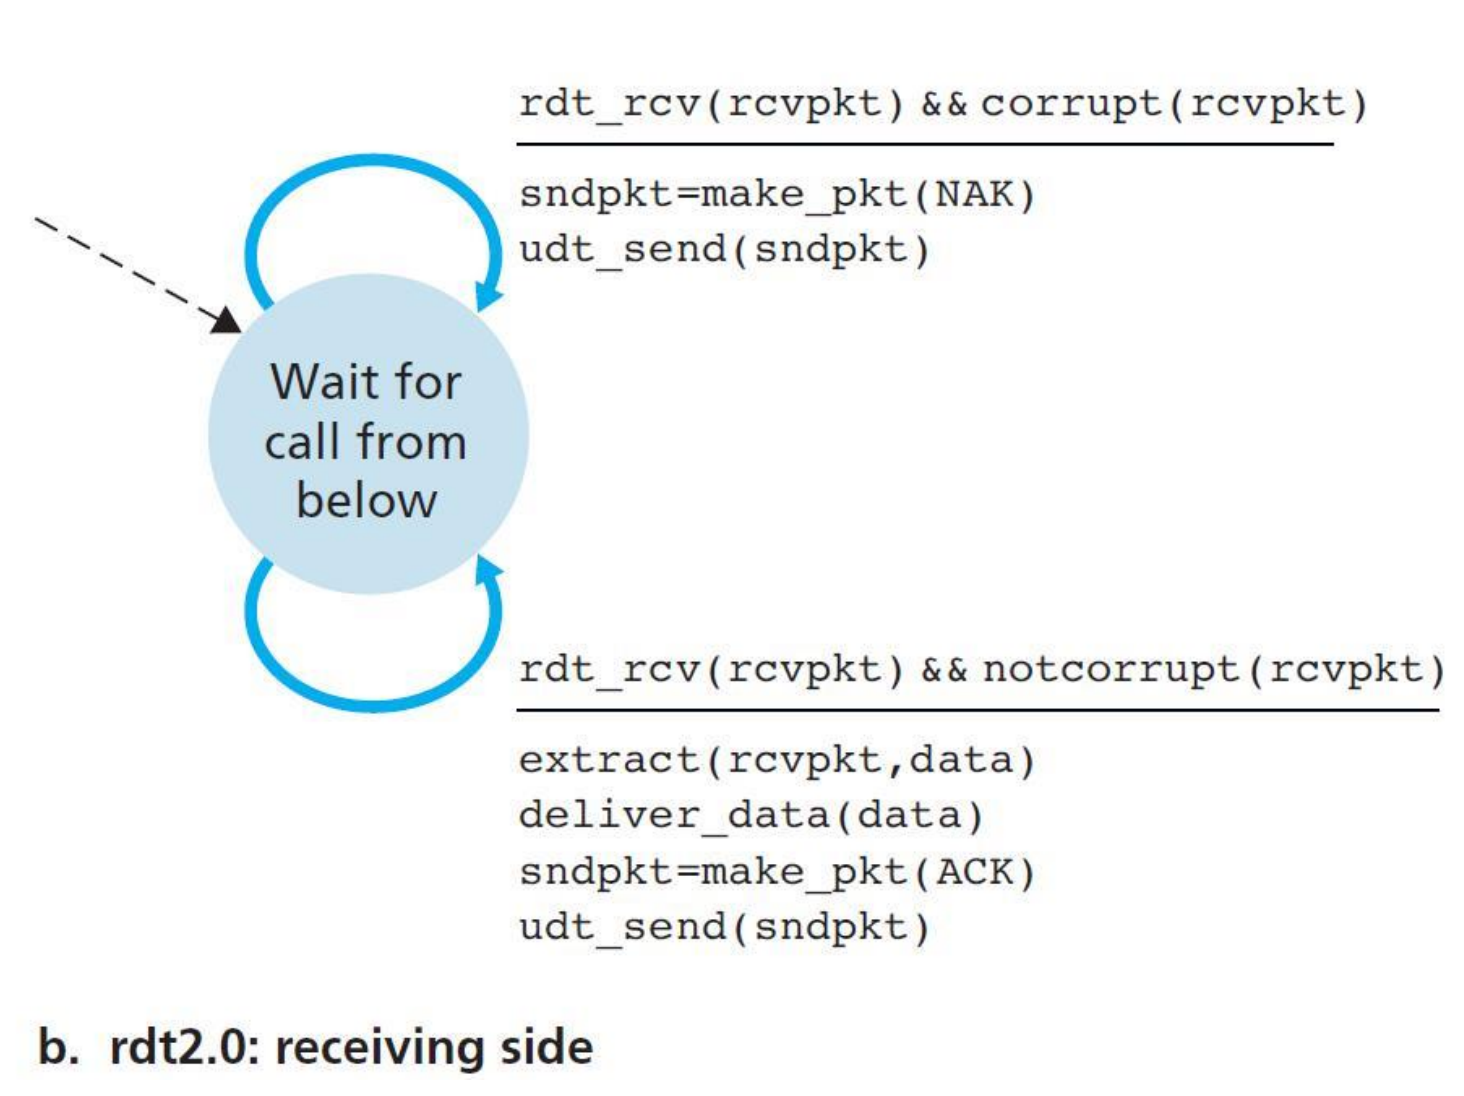 rdt_rcv(rcvpkt) && corrupt(rcvpkt)
sndpkt=make_pkt(NAK)
udt_send(sndpkt)
Wait for
call from
below
rdt_rcv(rcvpkt) && notcorrupt(rcvpkt)
extract(rcvpkt,data)
deliver_data(data)
sndpkt=make_pkt(ACK)
udt_send(sndpkt)
b. rdt2.0: receiving side